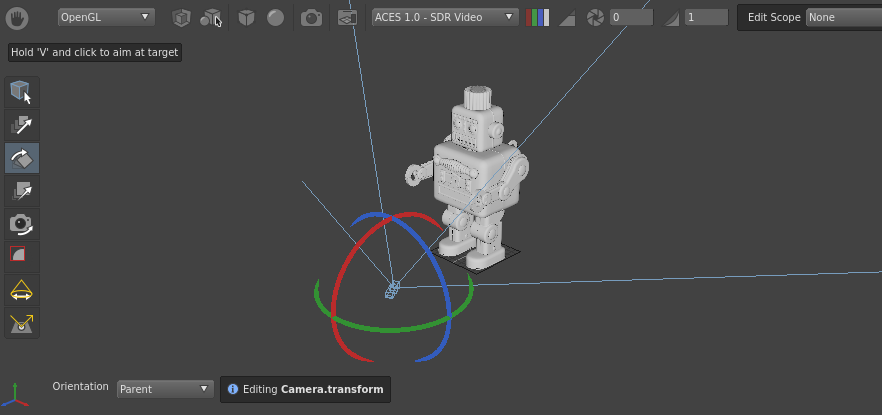 OpenGL
ACES 1.0 - SDR Video
0
1
Edit Scope
None
Hold 'V' and click to aim at target
Orientation
Parent
Editing Camera.transform